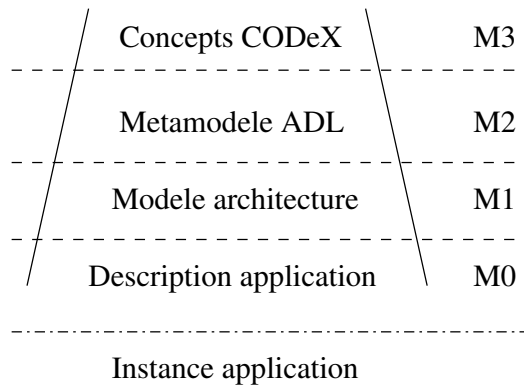 Concepts CODeX M3
Metamodele ADL M2
Modele architecture M1
Description application M0
Instance application